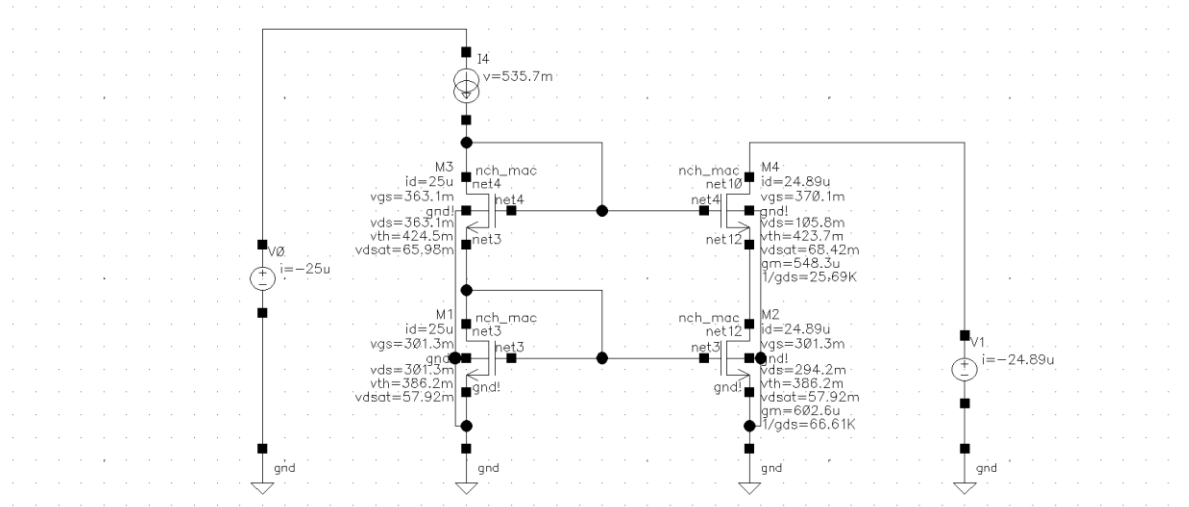 I4
v=535.7m
M3
nch_mac
id=25u
net4
vgs=363.1m
gnd!
net4
vds=363.1m
vth=424.5m
net3
vdsat=65.98m
nch_mac
M4
net10
id=24.89u
vgs=370.1m
net4
gnd!
vds=105.8m
net12
vth=423.7m
vdsat=68.42m
gm=548.3u
1/gds=25.69K
V0
i=-25u
M1
nch_mac
id=25u
net3
vgs=301.3m
gnd!
net3
vds=301.3m
gnd!
vth=386.2m
vdsat=57.92m
nch_mac
M2
net12
id=24.89u
vgs=301.3m
net3
gnd!
vds=294.2m
vth=386.2m
vdsat=57.92m
gm=602.6u
1/gds=66.61K
V1
i=-24.89u
gnd
gnd
gnd
gnd